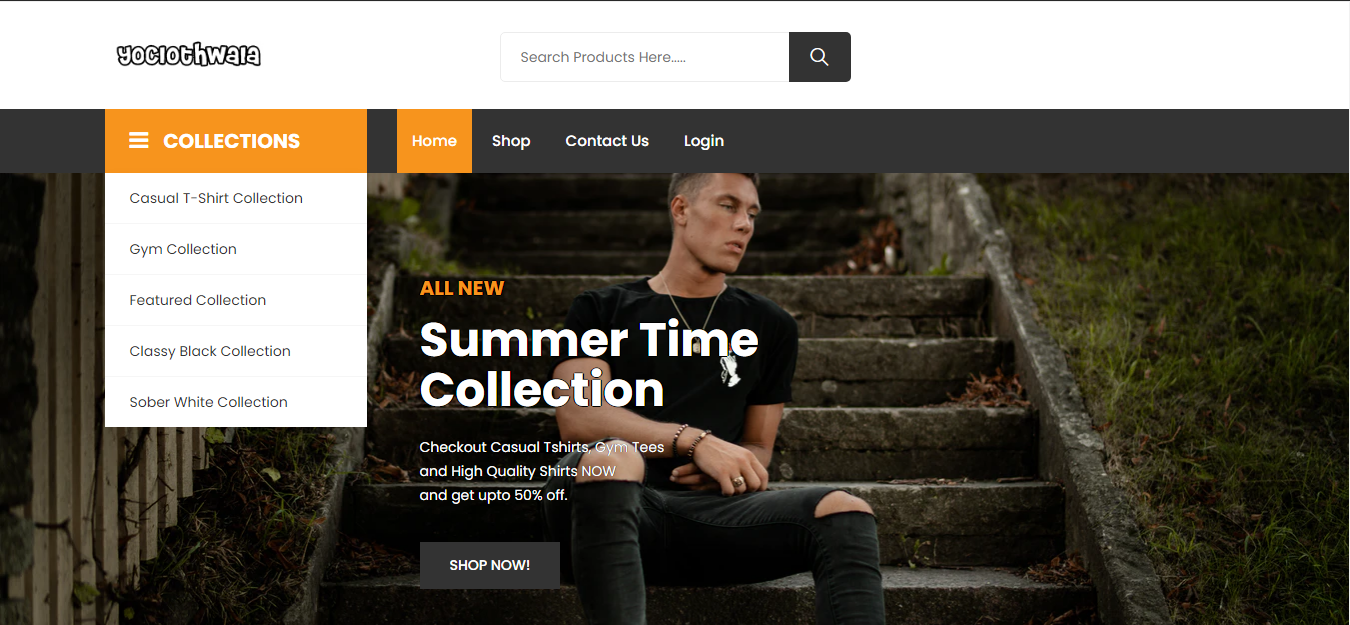 yoclothwala
Search Products Here.....
COLLECTIONS
Home Shop Contact Us Login
Casual T-Shirt Collection
Gym Collection
Featured Collection
Classy Black Collection
Sober White Collection
ALL NEW
Summer Time
Collection
Checkout Casual Tshirts, Gym Tees
and High Quality Shirts NOW
and get upto 50% off.
SHOP NOW!